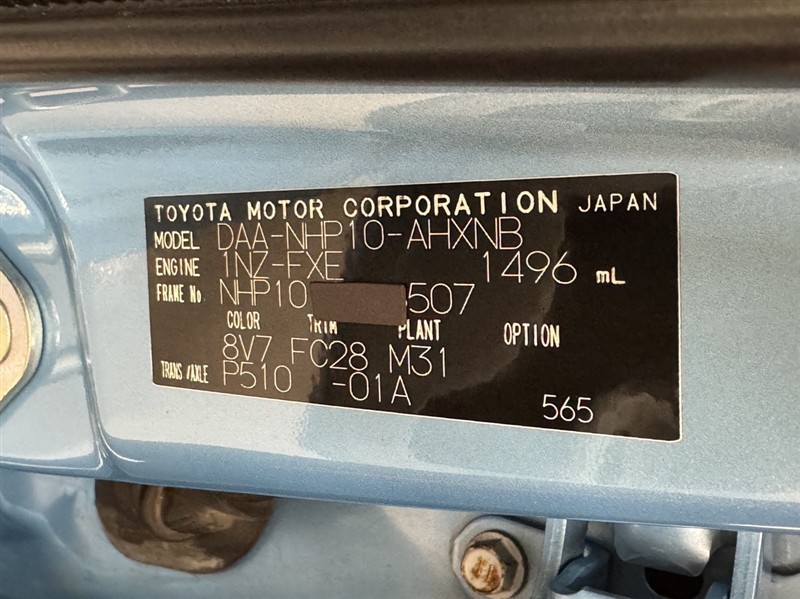 TOYOTA MOTOR CORPORATION JAPAN
MODEL DAA-NHP10-AHXNB
ENGINE 1NZ-FXE 1496 mL
FRAME No NHP10 507
COLOR TRIM PLANT OPTION
8V7 FC28 M31
TRANS/AXLE P510 -01A
565